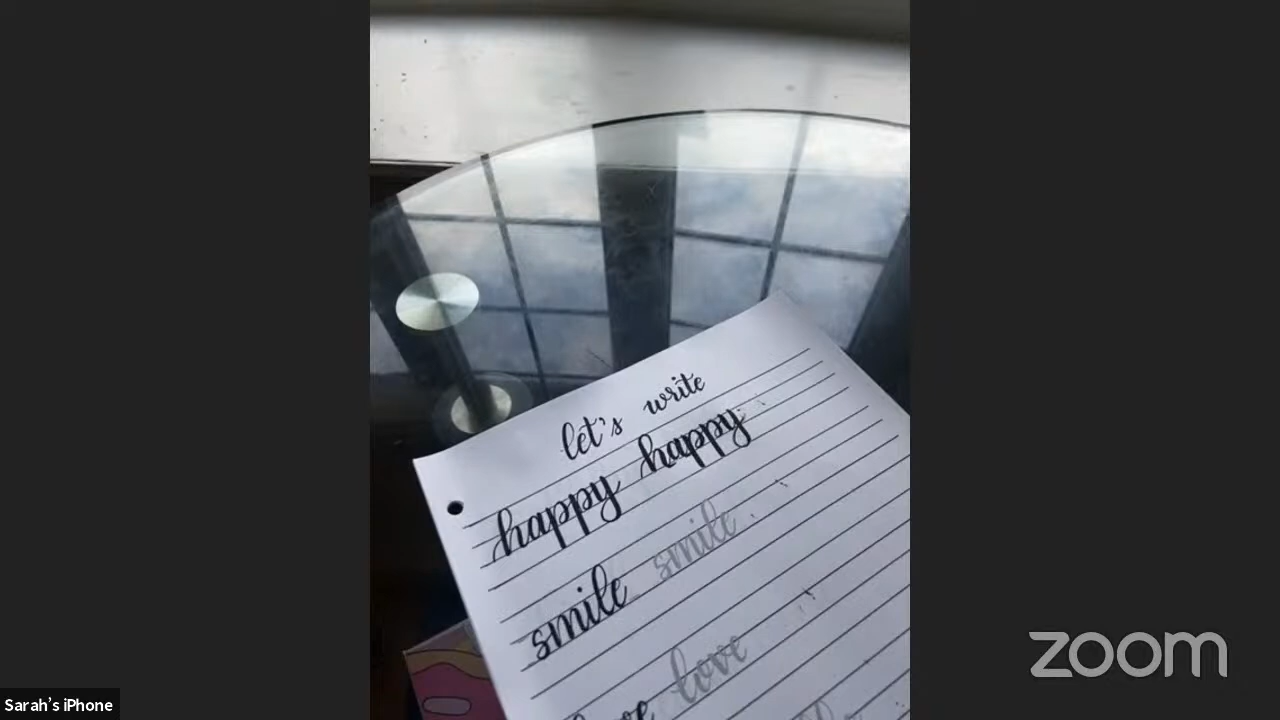 let's write
happy happy
smile smile
love
zoom
Sarah's iPhone